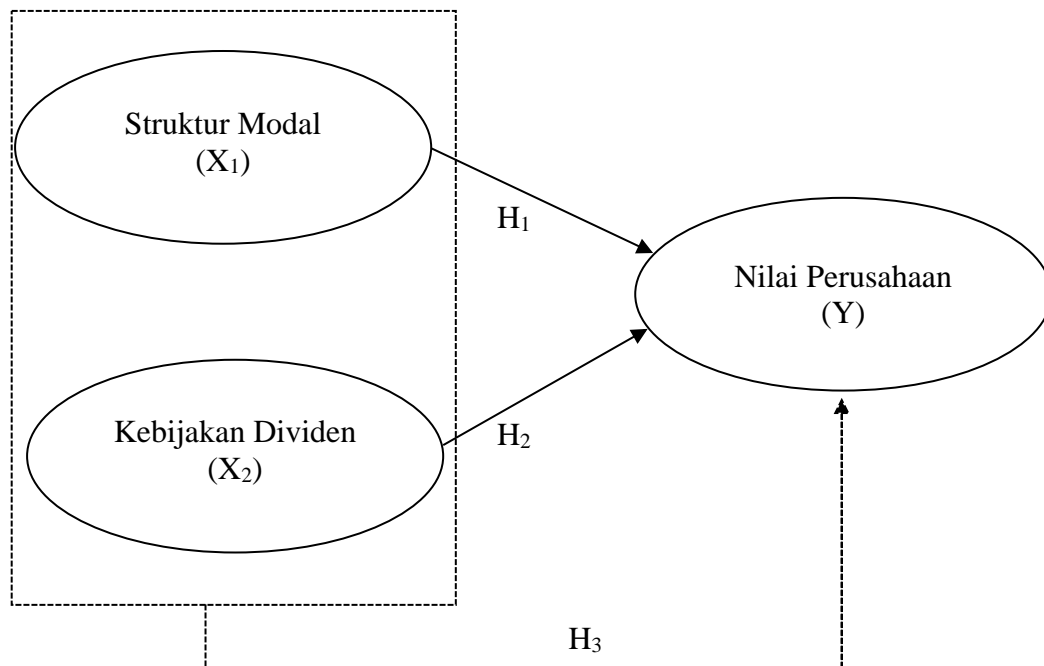 Struktur Modal
(X₁)
H₁
Nilai Perusahaan
(Y)
Kebijakan Dividen
(X₂)
H₂
H₃